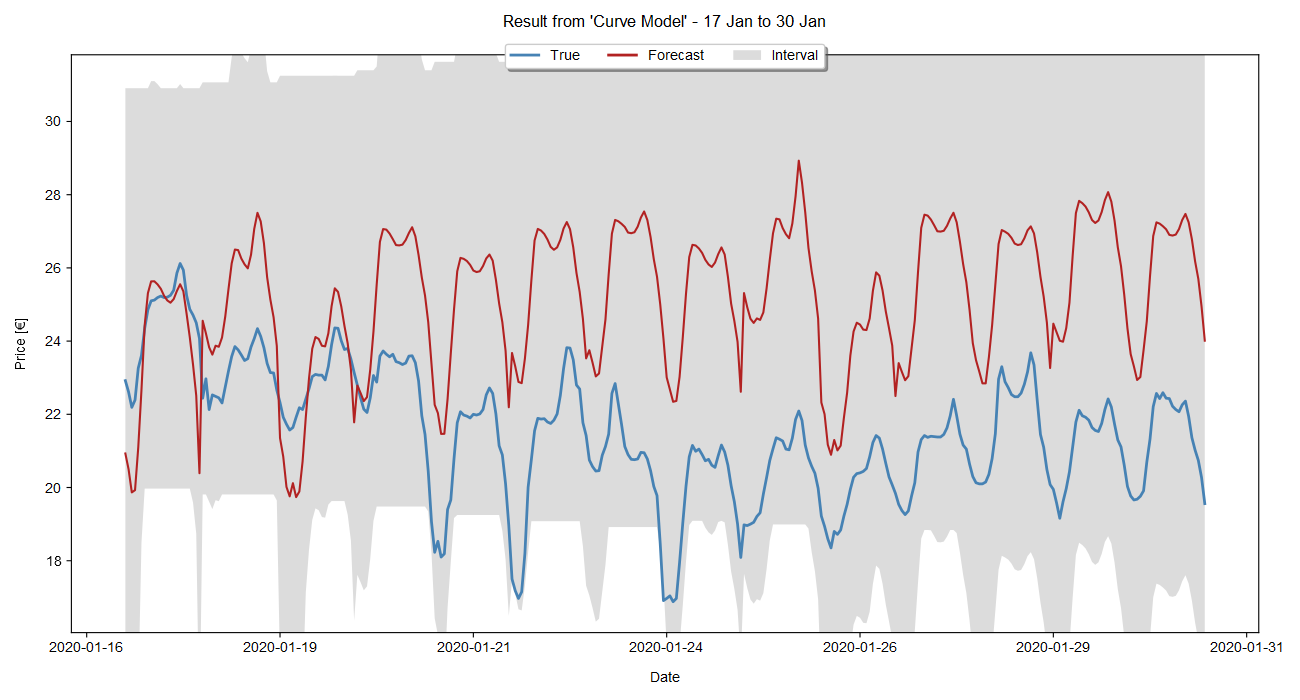 Result from 'Curve Model' - 17 Jan to 30 Jan
True Forecast Interval
Price [€]
30
28
26
24
22
20
18
2020-01-16 2020-01-19 2020-01-21 2020-01-24 2020-01-26 2020-01-29 2020-01-31
Date